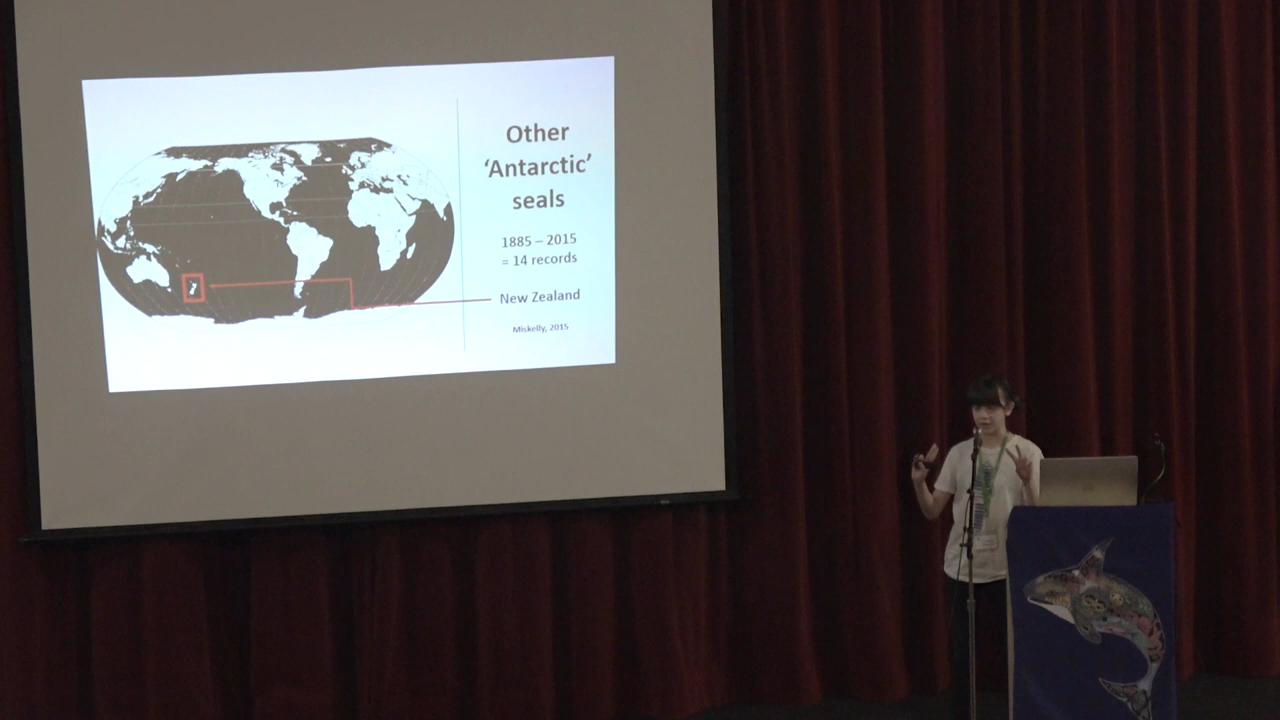 Other
‘Antarctic’
seals
1885 – 2015
= 14 records
New Zealand
Miskelly, 2015